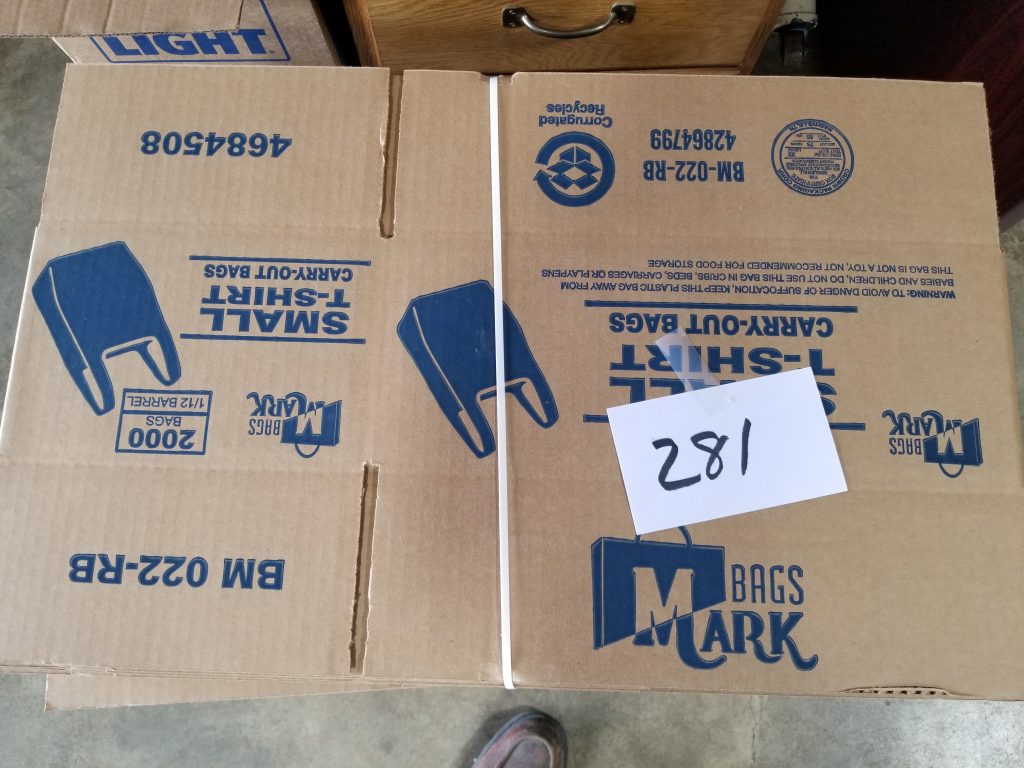 LIGHT
4684508
SMALL
T-SHIRT
CARRY-OUT BAGS
2000
BAGS
1/12 BARREL
BAGS
MARK
BM 022-RB
Corrugated
Recycles
BM-022-RB
42864799
WARNING: TO AVOID DANGER OF SUFFOCATION, KEEP THIS PLASTIC BAG AWAY FROM
BABIES AND CHILDREN, DO NOT USE THIS BAG IN CRIBS, BEDS, CARRIAGES OR PLAYPENS
THIS BAG IS NOT A TOY, NOT RECOMMENDED FOR FOOD STORAGE
T-SHIRT
CARRY-OUT BAGS
BAGS
MARK
281
BAGS
MARK